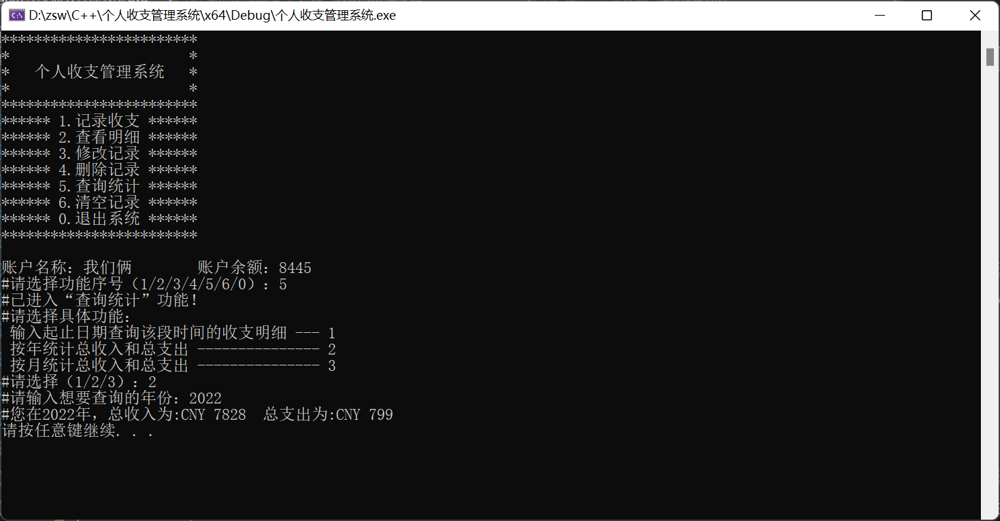 D:\zsw\C++\个人收支管理系统\x64\Debug\个人收支管理系统.exe
************************
*                      *
*   个人收支管理系统   *
*                      *
************************
****** 1.记录收支 ******
****** 2.查看明细 ******
****** 3.修改记录 ******
****** 4.删除记录 ******
****** 5.查询统计 ******
****** 6.清空记录 ******
****** 0.退出系统 ******
************************
账户名称：我们俩        账户余额：8445
#请选择功能序号（1/2/3/4/5/6/0）：5
#已进入“查询统计”功能！
#请选择具体功能：
 输入起止日期查询该段时间的收支明细 --- 1
 按年统计总收入和总支出 --------------- 2
 按月统计总收入和总支出 --------------- 3
#请选择（1/2/3）：2
#请输入想要查询的年份：2022
#您在2022年，总收入为:CNY 7828  总支出为:CNY 799
请按任意键继续. . .